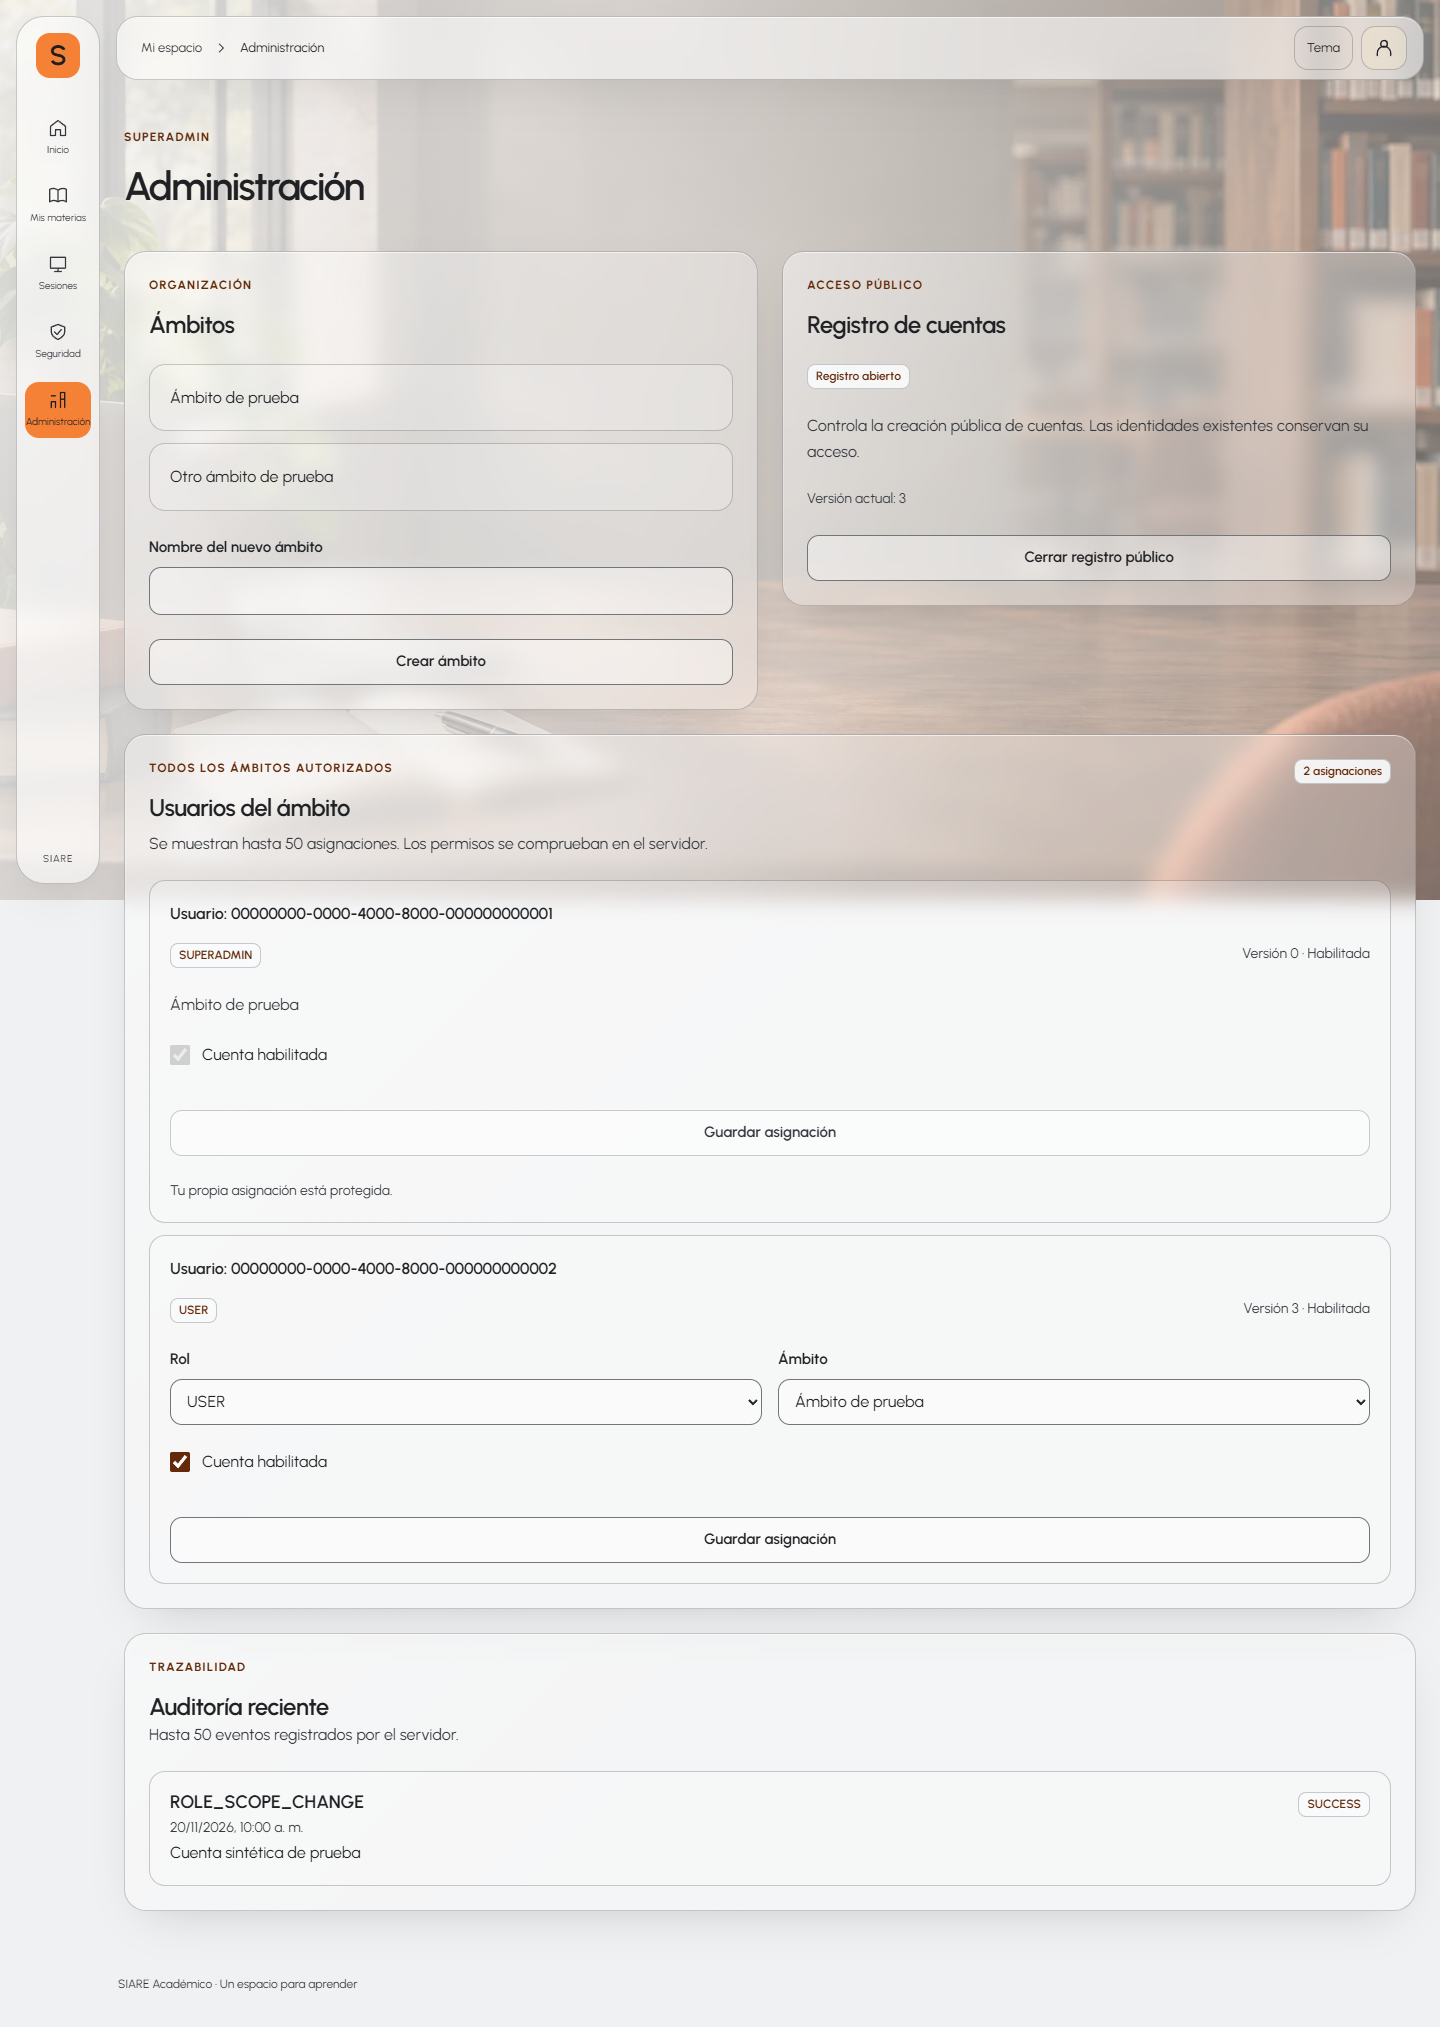 S
Inicio
Mis materias
Sesiones
Seguridad
Administración
SIARE
Mi espacio
Administración
Tema
SUPERADMIN
Administración
ORGANIZACIÓN
Ámbitos
Ámbito de prueba
Otro ámbito de prueba
Nombre del nuevo ámbito
Crear ámbito
ACCESO PÚBLICO
Registro de cuentas
Registro abierto
Controla la creación pública de cuentas. Las identidades existentes conservan su
acceso.
Versión actual: 3
Cerrar registro público
TODOS LOS ÁMBITOS AUTORIZADOS
2 asignaciones
Usuarios del ámbito
Se muestran hasta 50 asignaciones. Los permisos se comprueban en el servidor.
Usuario: 00000000-0000-4000-8000-000000000001
SUPERADMIN
Versión 0 · Habilitada
Ámbito de prueba
Cuenta habilitada
Guardar asignación
Tu propia asignación está protegida.
Usuario: 00000000-0000-4000-8000-000000000002
USER
Versión 3 · Habilitada
Rol
Ámbito
USER
Ámbito de prueba
Cuenta habilitada
Guardar asignación
TRAZABILIDAD
Auditoría reciente
Hasta 50 eventos registrados por el servidor.
ROLE_SCOPE_CHANGE
SUCCESS
20/11/2026, 10:00 a. m.
Cuenta sintética de prueba
SIARE Académico · Un espacio para aprender